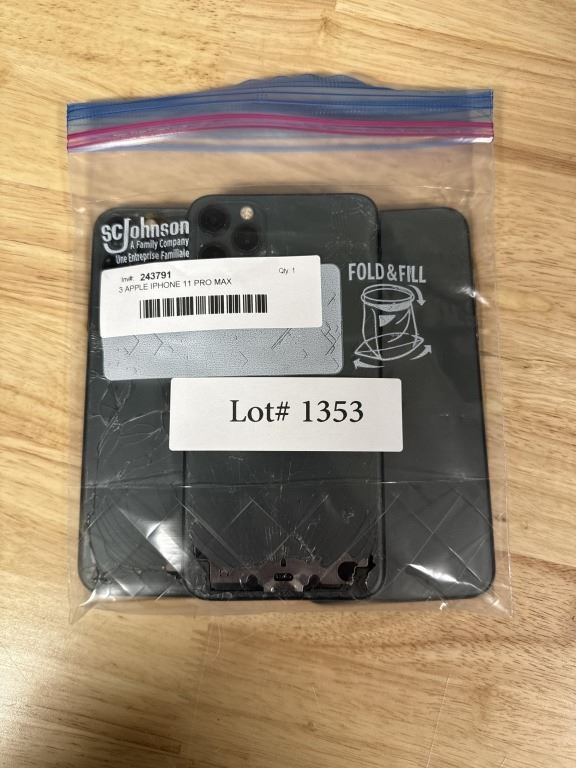 scJohnson
A Family Company
Une Entreprise Familiale
Inv#: 243791 Qty. 1
3 APPLE IPHONE 11 PRO MAX
FOLD & FILL
Lot# 1353